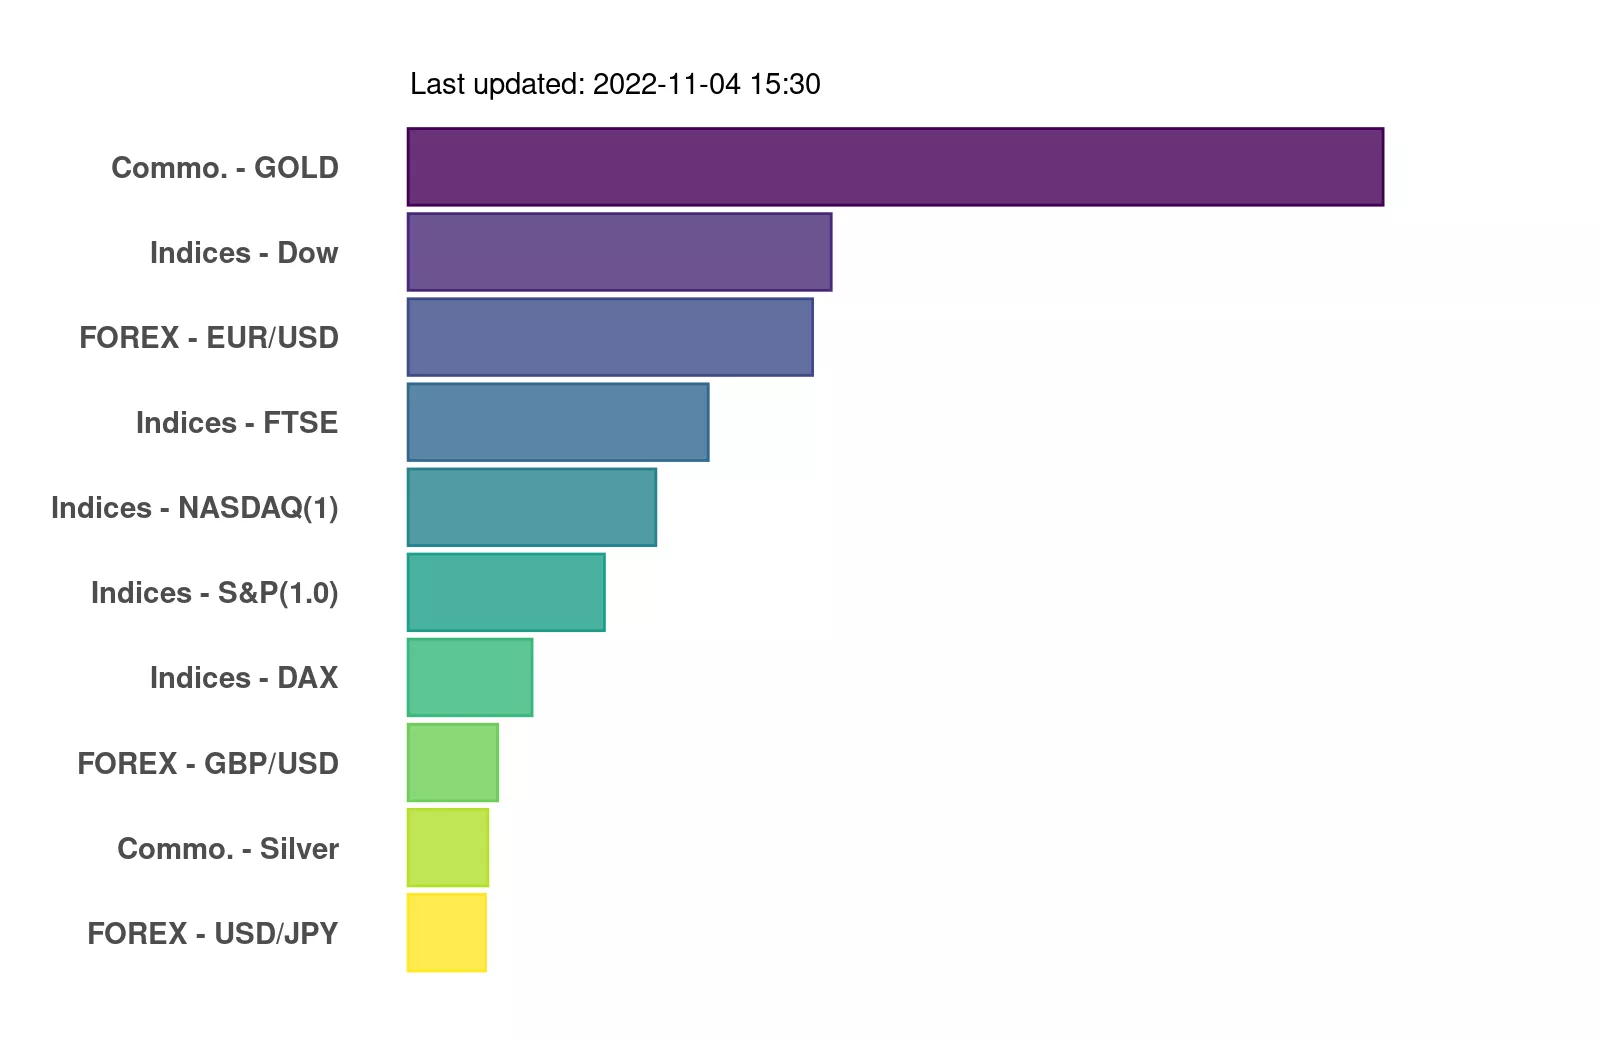 Last updated: 2022-11-04 15:30
Commo. - GOLD
Indices - Dow
FOREX - EUR/USD
Indices - FTSE
Indices - NASDAQ(1)
Indices - S&P(1.0)
Indices - DAX
FOREX - GBP/USD
Commo. - Silver
FOREX - USD/JPY